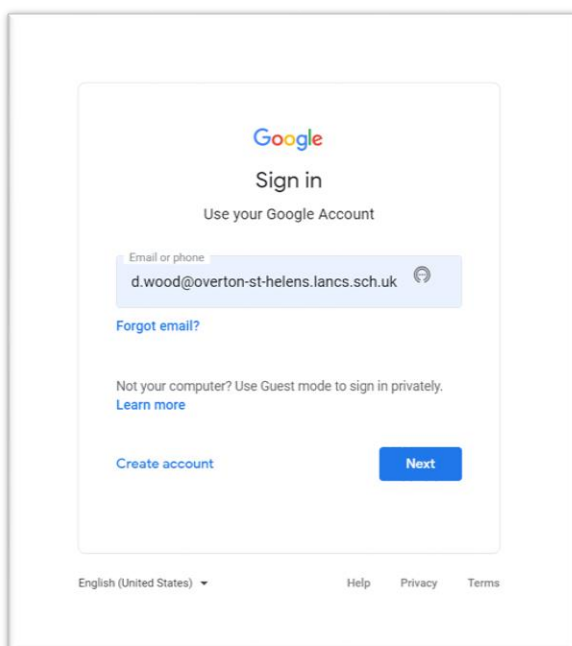 Google
Sign in
Use your Google Account
Email or phone
d.wood@overton-st-helens.lancs.sch.uk
Forgot email?
Not your computer? Use Guest mode to sign in privately.
Learn more
Create account
Next
English (United States)
Help Privacy Terms